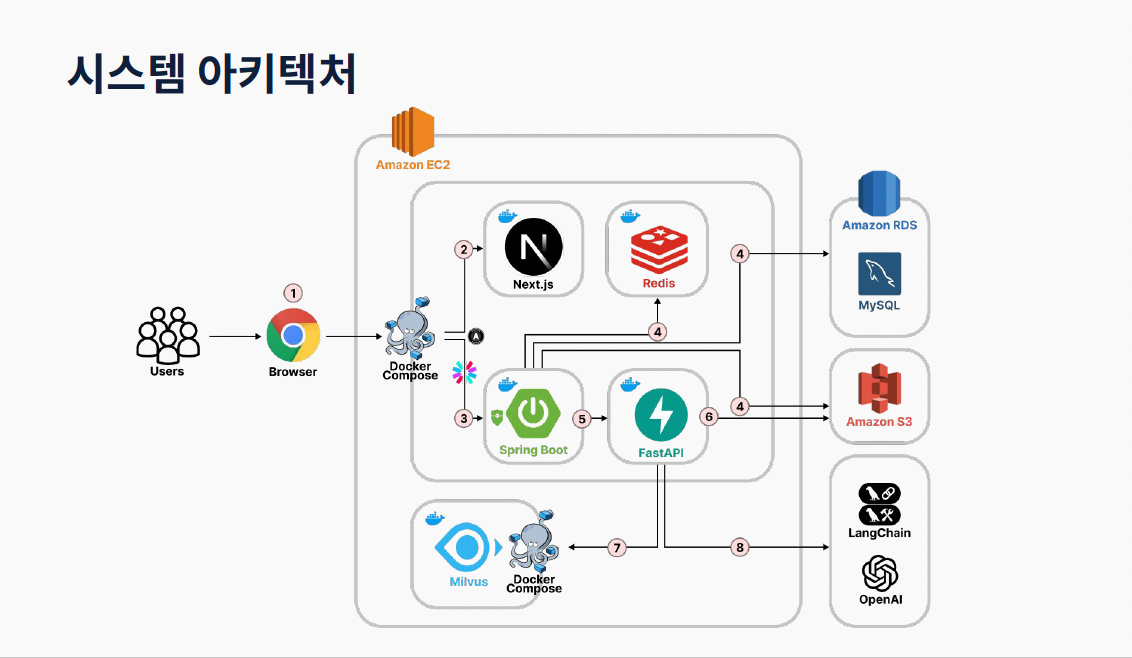 시스템 아키텍처
Amazon EC2
Amazon RDS
MySQL
2
N
Next.js
Redis
4
1
Users
Browser
Docker
Compose
A
4
3
Spring Boot
5
FastAPI
6
4
Amazon S3
Milvus
Docker
Compose
7
8
LangChain
OpenAI